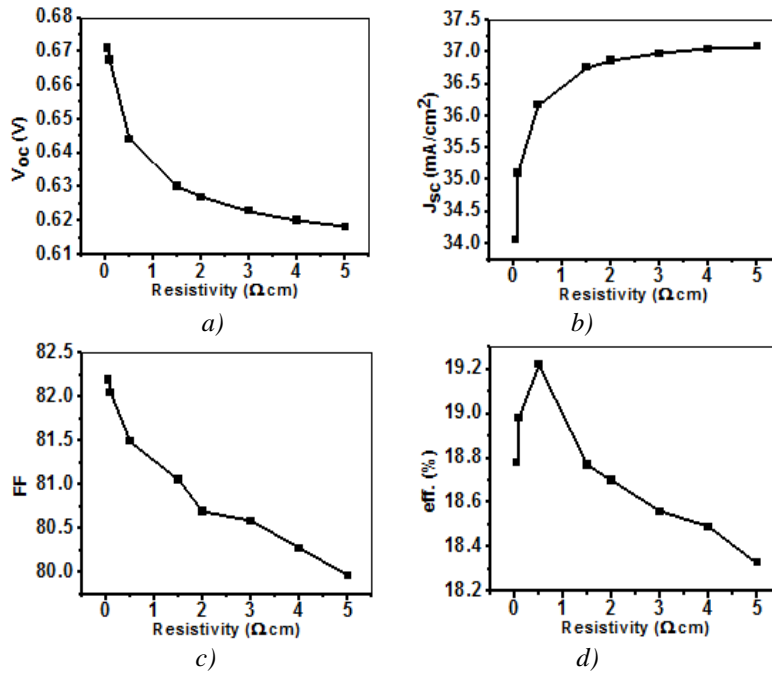 0.68
0.67
0.66
0.65
0.64
0.63
0.62
0.61
V_OC (V)
0 1 2 3 4 5
Resistivity (Ωcm)
a)
37.5
37.0
36.5
36.0
35.5
35.0
34.5
34.0
J_SC (mA/cm²)
0 1 2 3 4 5
Resistivity (Ωcm)
b)
82.5
82.0
81.5
81.0
80.5
80.0
FF
0 1 2 3 4 5
Resistivity (Ωcm)
c)
19.2
19.0
18.8
18.6
18.4
18.2
eff. (%)
0 1 2 3 4 5
Resistivity (Ωcm)
d)